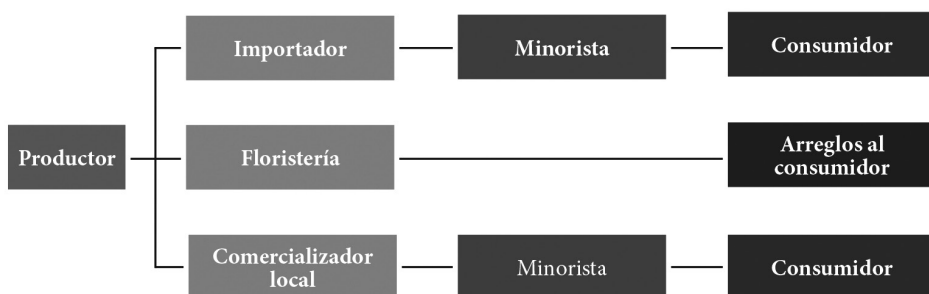 Importador
Minorista
Consumidor
Productor
Floristería
Arreglos al
consumidor
Comercializador
local
Minorista
Consumidor